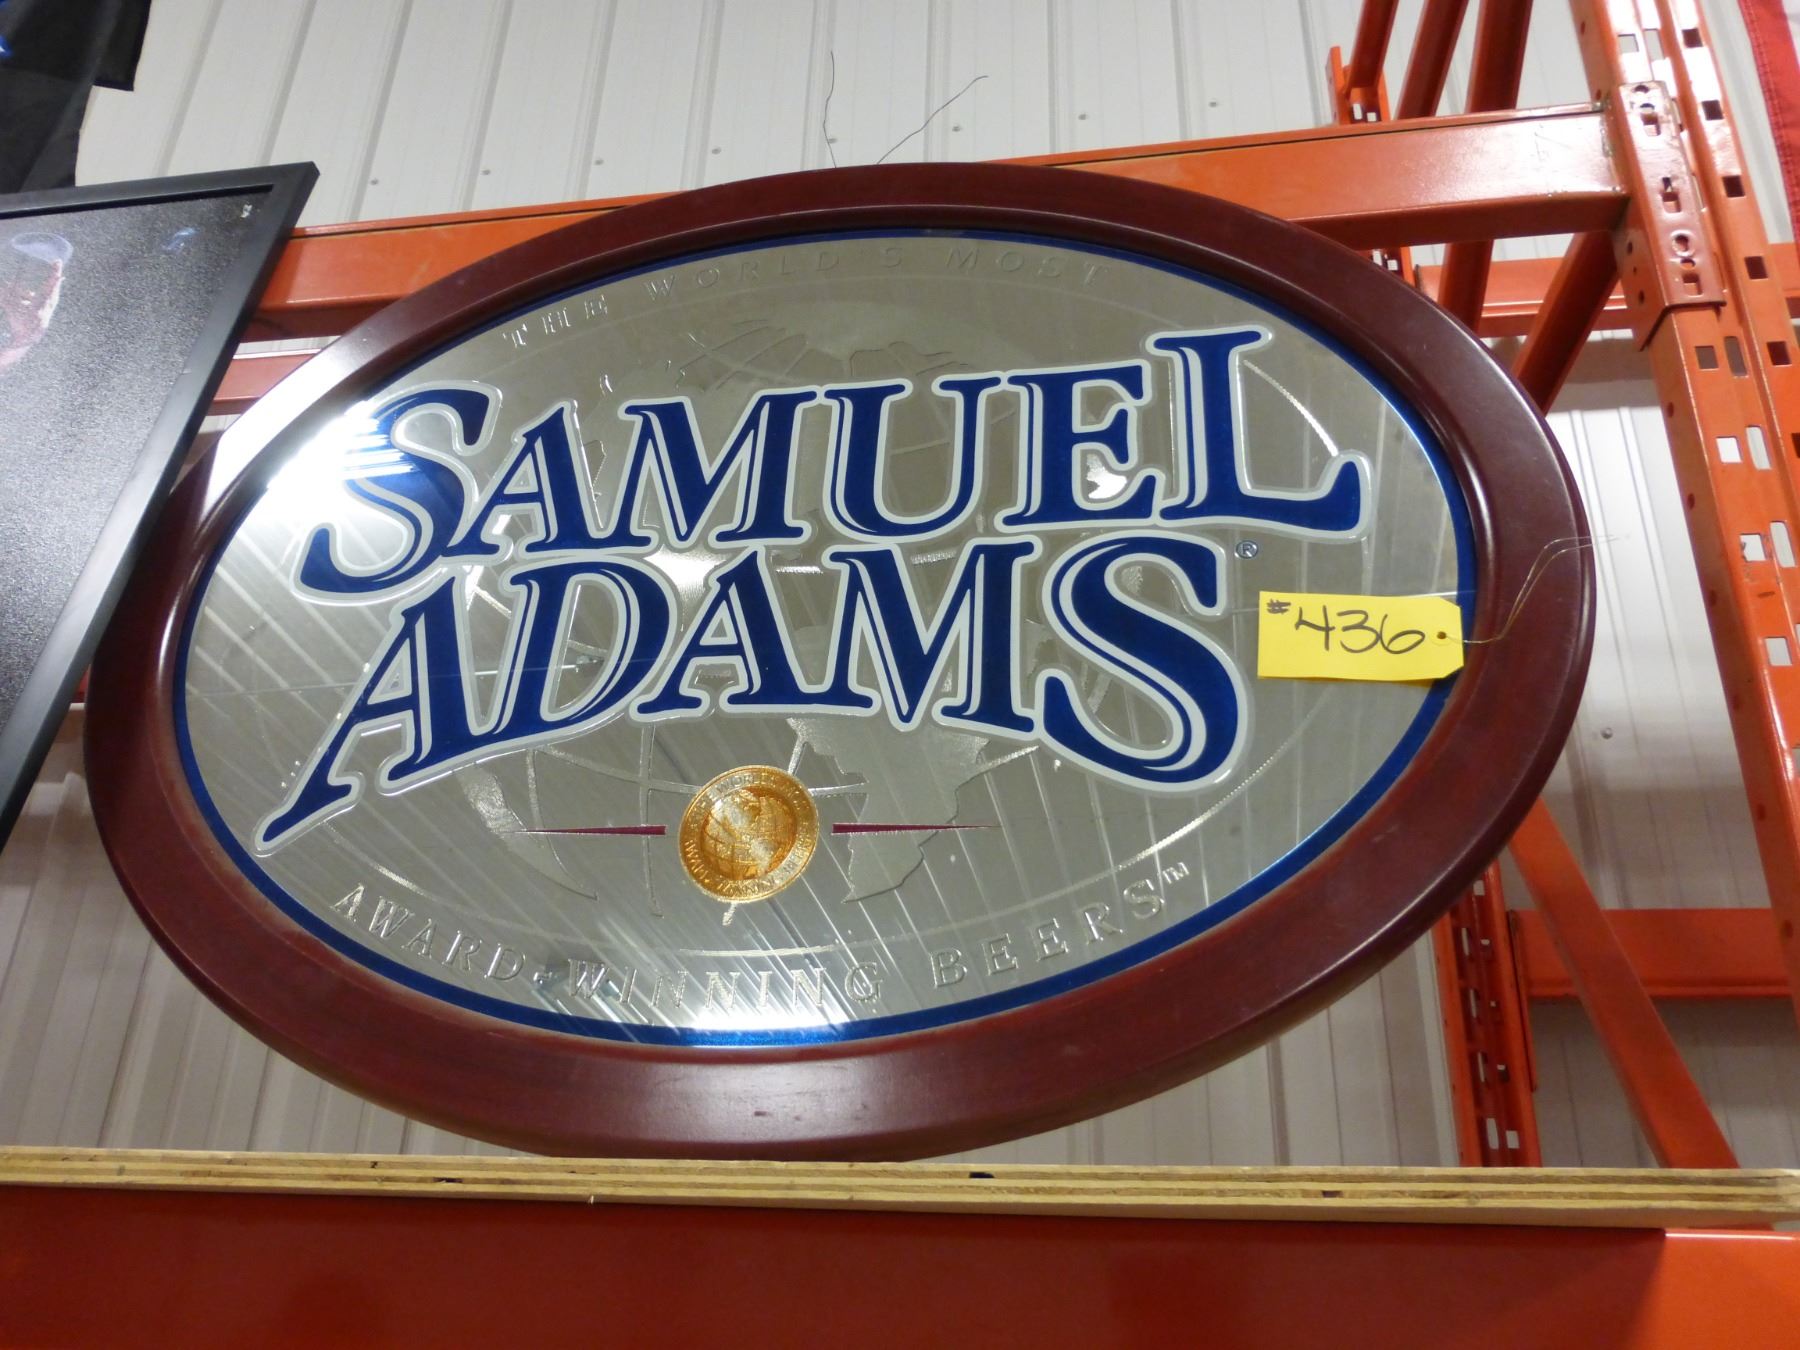 THE WORLD'S MOST
SAMUEL
ADAMS®
#436
AWARD-WINNING BEERS™